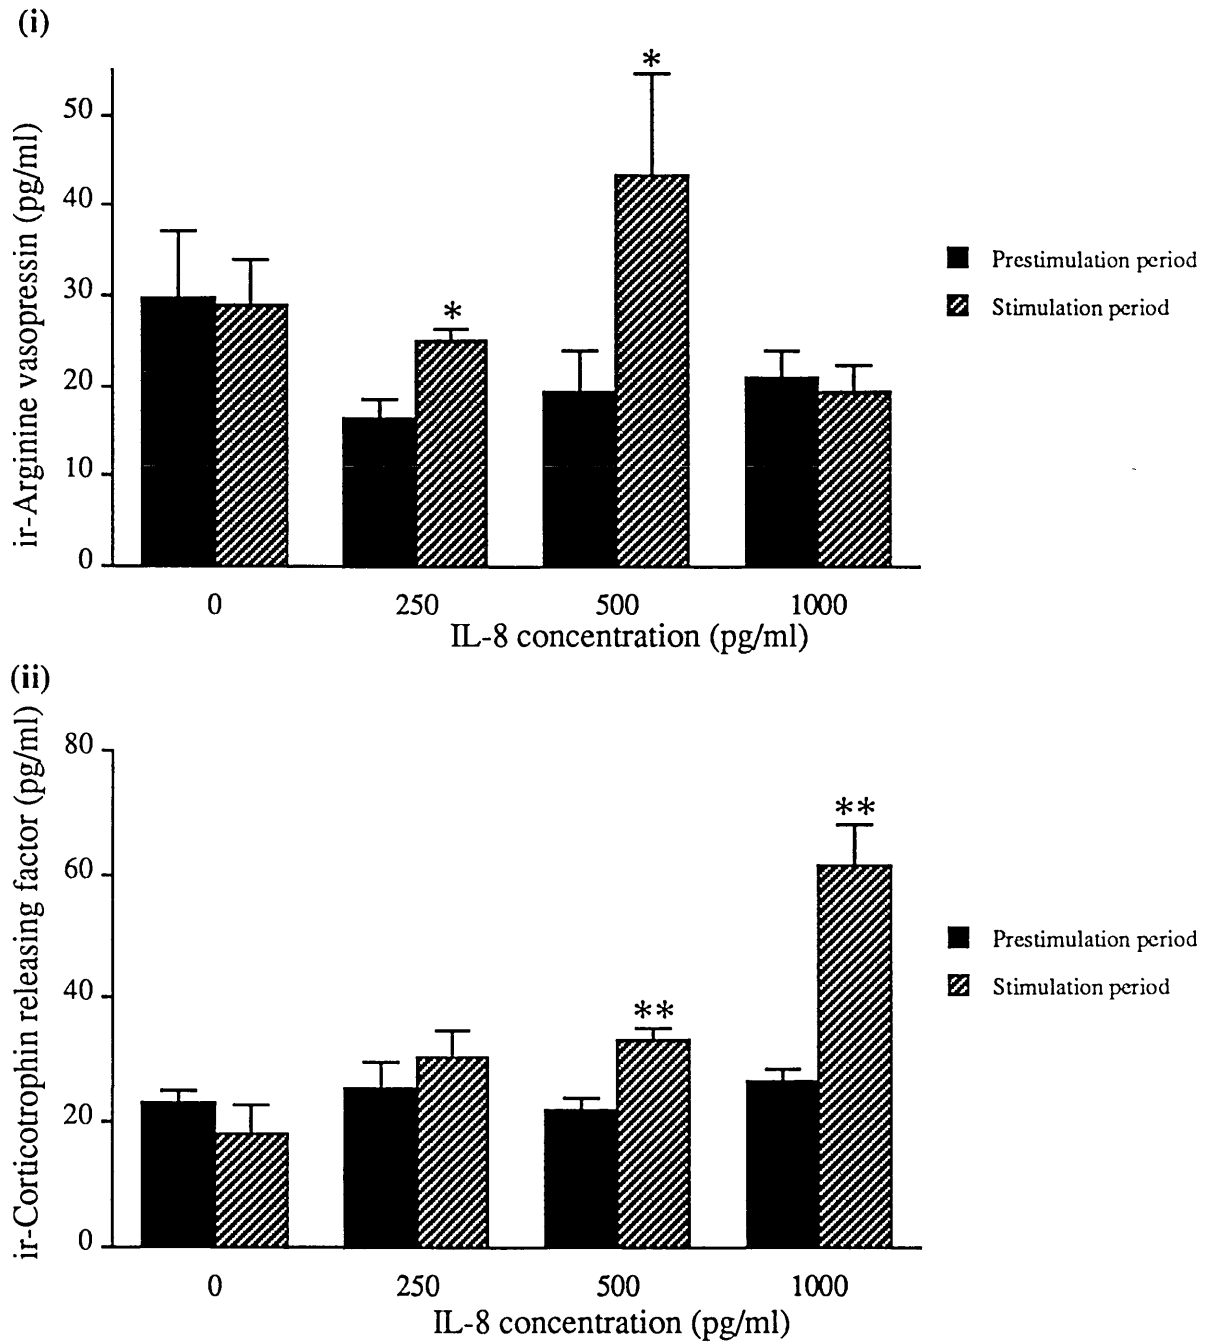 (i)
ir-Arginine vasopressin (pg/ml)
50
40
30
20
10
0
*
*
Prestimulation period
Stimulation period
0 250 500 1000
IL-8 concentration (pg/ml)
(ii)
ir-Corticotrophin releasing factor (pg/ml)
80
60
40
20
0
**
**
Prestimulation period
Stimulation period
0 250 500 1000
IL-8 concentration (pg/ml)